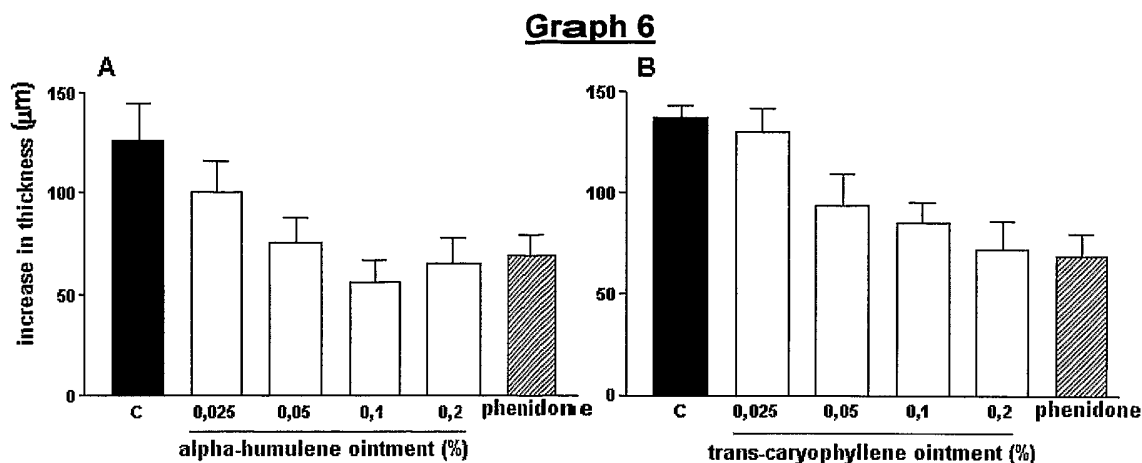 Graph 6
A
increase in thickness (µm)
150
100
50
0
C 0,025 0,05 0,1 0,2 phenidone
alpha-humulene ointment (%)
B
150
100
50
0
C 0,025 0,05 0,1 0,2 phenidone
trans-caryophyllene ointment (%)